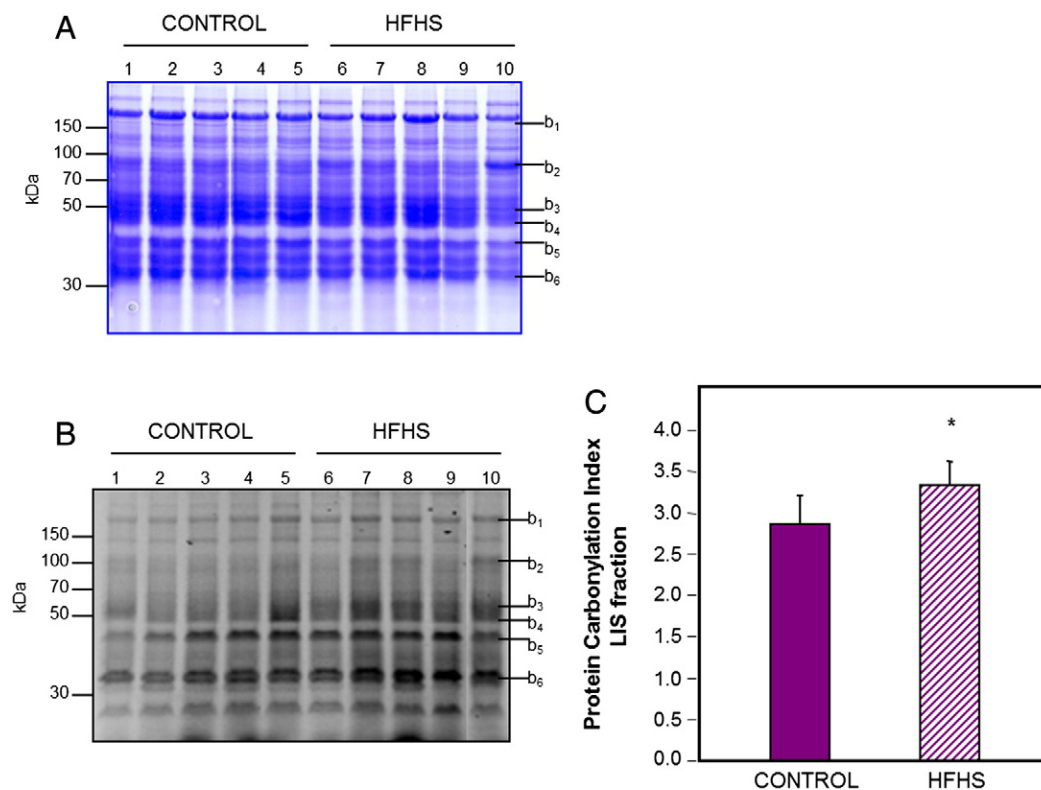 A
CONTROL HFHS
1 2 3 4 5 6 7 8 9 10
150
100
70
50
30
kDa
b1
b2
b3
b4
b5
b6
B
CONTROL HFHS
1 2 3 4 5 6 7 8 9 10
150
100
70
50
30
kDa
b1
b2
b3
b4
b5
b6
C
Protein Carbonylation Index
LIS fraction
4.0
3.5
3.0
2.5
2.0
1.5
1.0
0.5
0.0
*
CONTROL HFHS